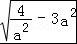 √(4/a² − 3a²)